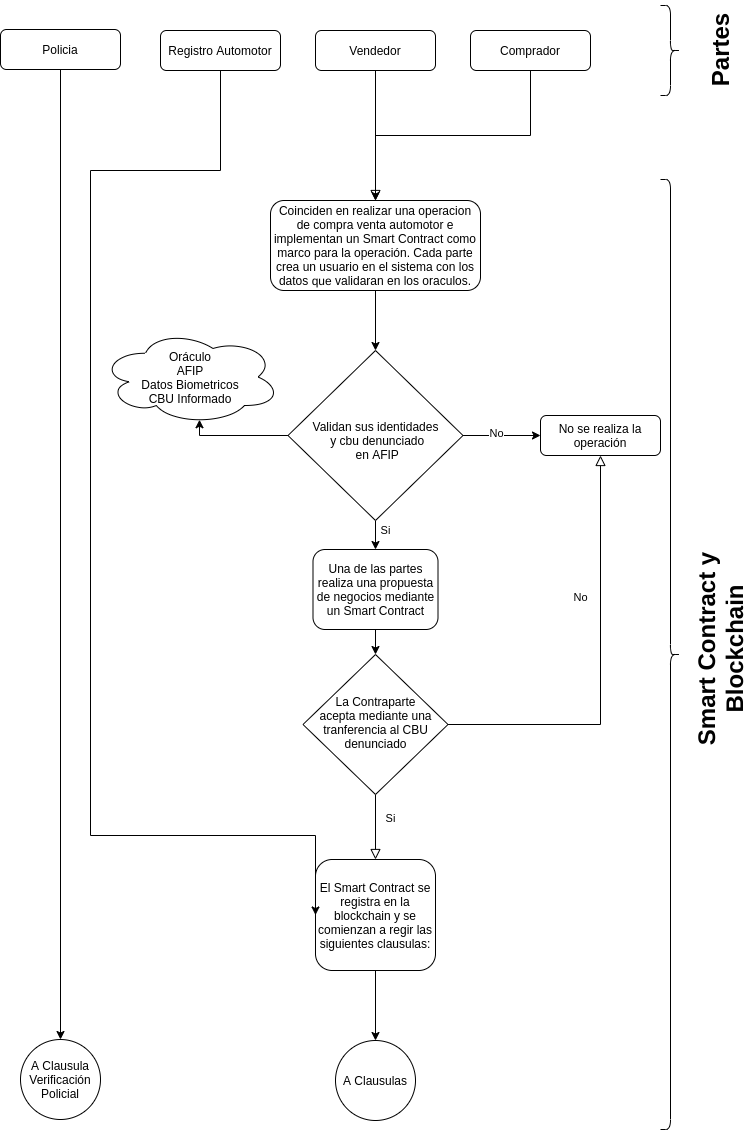 Policia
Registro Automotor
Vendedor
Comprador
Partes
Coinciden en realizar una operacion
de compra venta automotor e
implementan un Smart Contract como
marco para la operación. Cada parte
crea un usuario en el sistema con los
datos que validaran en los oraculos.
Oráculo
AFIP
Datos Biometricos
CBU Informado
Validan sus identidades
y cbu denunciado
en AFIP
No
No se realiza la
operación
Si
Una de las partes
realiza una propuesta
de negocios mediante
un Smart Contract
No
Smart Contract y
Blockchain
La Contraparte
acepta mediante una
tranferencia al CBU
denunciado
Si
El Smart Contract se
registra en la
blockchain y se
comienzan a regir las
siguientes clausulas:
A Clausula
Verificación
Policial
A Clausulas